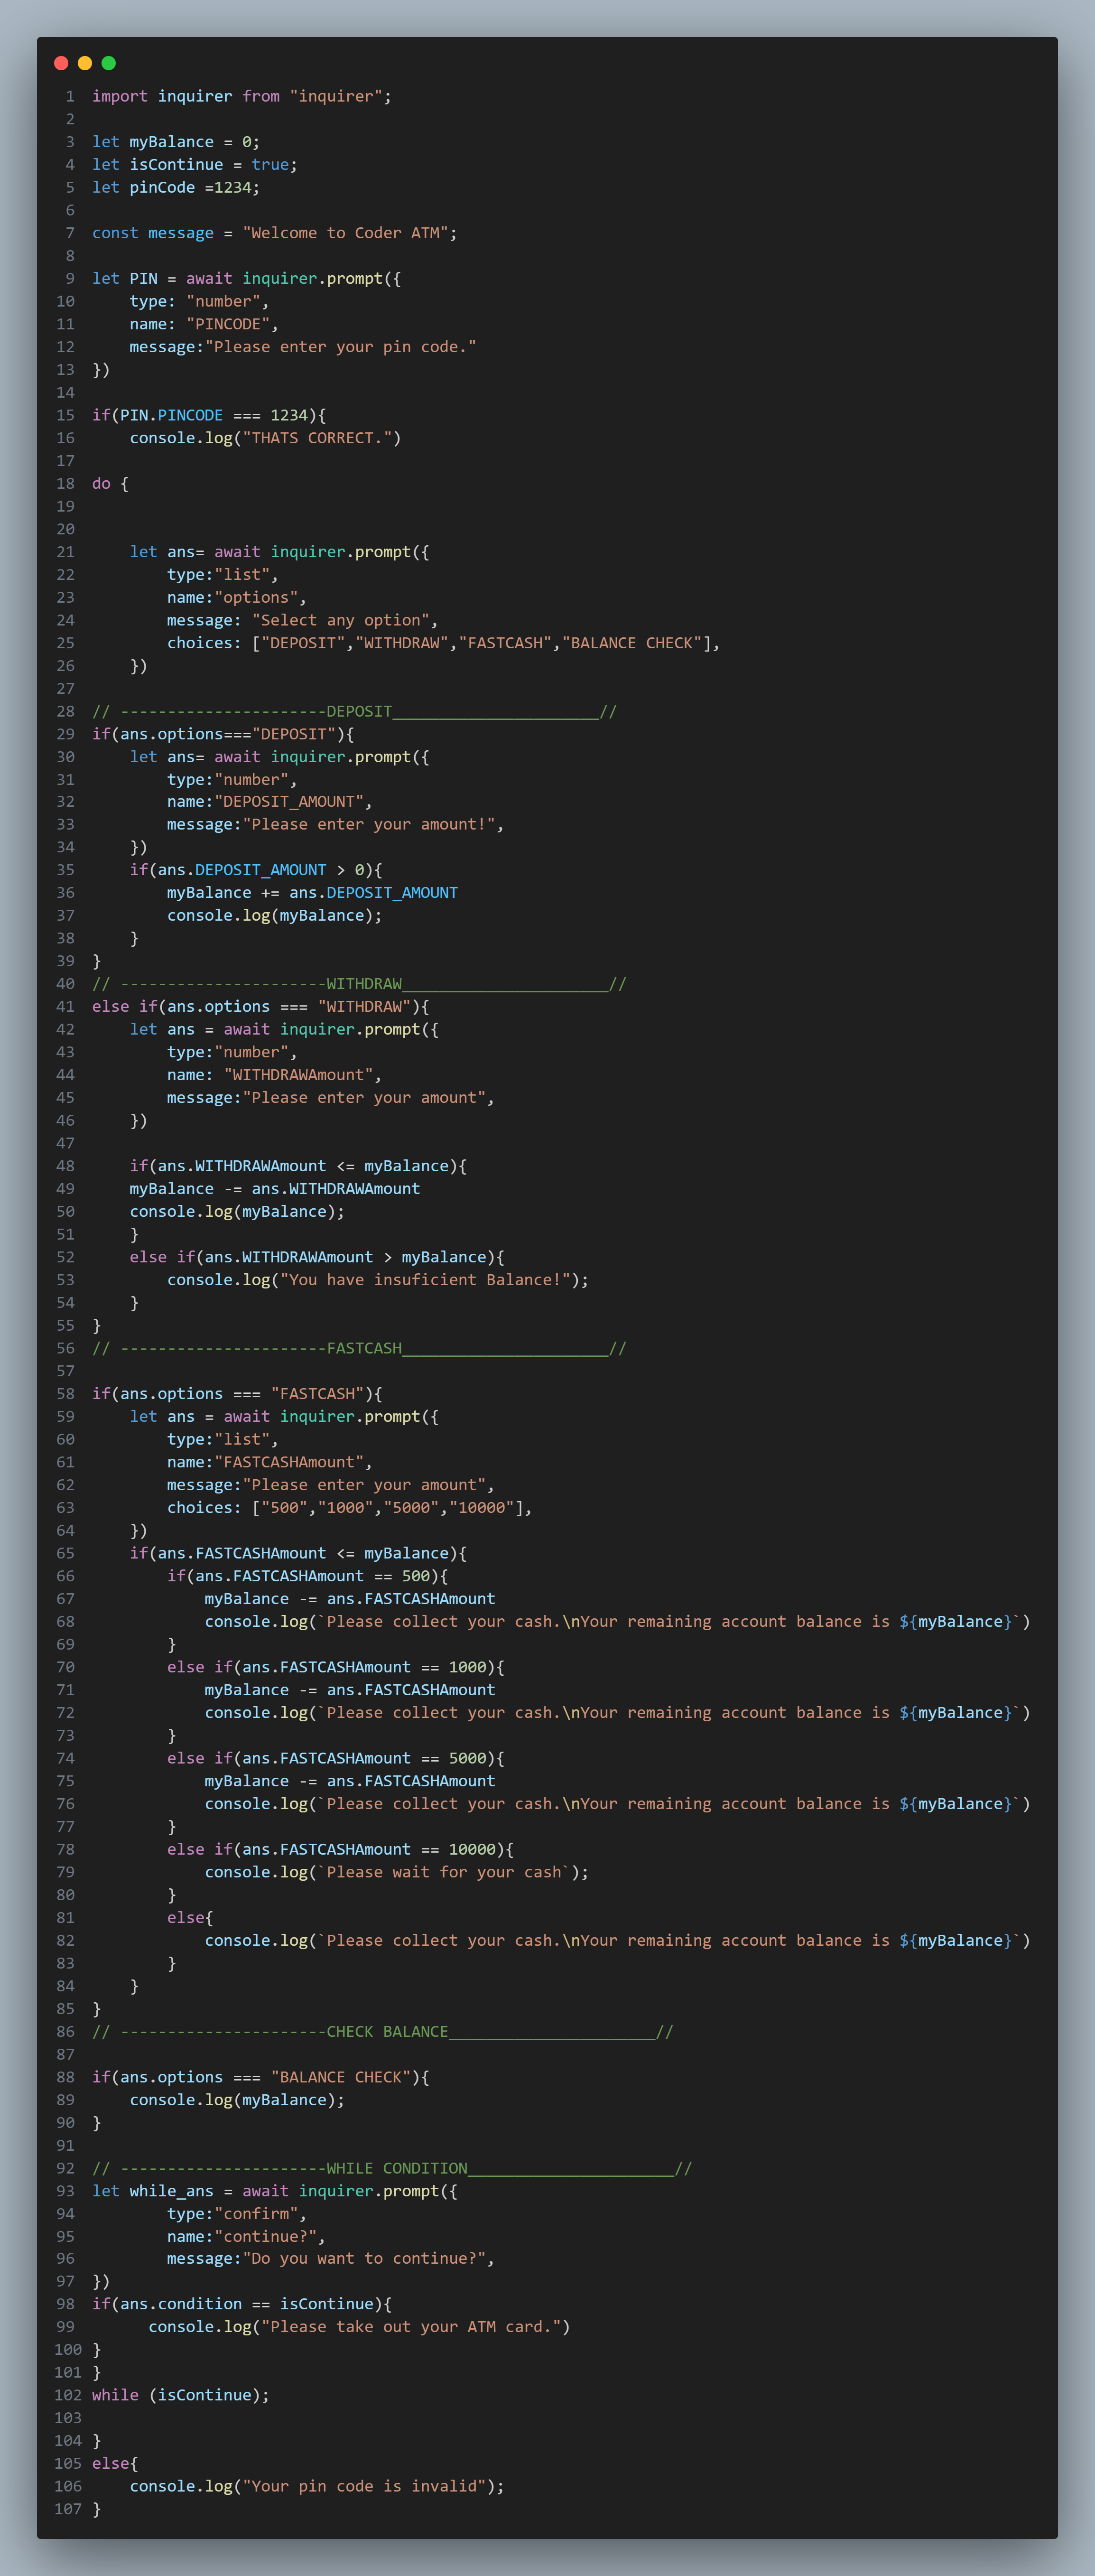 1 import inquirer from "inquirer";
2
3 let myBalance = 0;
4 let isContinue = true;
5 let pinCode =1234;
6
7 const message = "Welcome to Coder ATM";
8
9 let PIN = await inquirer.prompt({
10     type: "number",
11     name: "PINCODE",
12     message:"Please enter your pin code."
13 })
14
15 if(PIN.PINCODE === 1234){
16     console.log("THATS CORRECT.")
17
18 do {
19
20
21     let ans= await inquirer.prompt({
22         type:"list",
23         name:"options",
24         message: "Select any option",
25         choices: ["DEPOSIT","WITHDRAW","FASTCASH","BALANCE CHECK"],
26     })
27
28 // ----------------------DEPOSIT______________________//
29 if(ans.options==="DEPOSIT"){
30     let ans= await inquirer.prompt({
31         type:"number",
32         name:"DEPOSIT_AMOUNT",
33         message:"Please enter your amount!",
34     })
35     if(ans.DEPOSIT_AMOUNT > 0){
36         myBalance += ans.DEPOSIT_AMOUNT
37         console.log(myBalance);
38     }
39 }
40 // ----------------------WITHDRAW______________________//
41 else if(ans.options === "WITHDRAW"){
42     let ans = await inquirer.prompt({
43         type:"number",
44         name: "WITHDRAWAmount",
45         message:"Please enter your amount",
46     })
47
48     if(ans.WITHDRAWAmount <= myBalance){
49     myBalance -= ans.WITHDRAWAmount
50     console.log(myBalance);
51     }
52     else if(ans.WITHDRAWAmount > myBalance){
53         console.log("You have insuficient Balance!");
54     }
55 }
56 // ----------------------FASTCASH______________________//
57
58 if(ans.options === "FASTCASH"){
59     let ans = await inquirer.prompt({
60         type:"list",
61         name:"FASTCASHAmount",
62         message:"Please enter your amount",
63         choices: ["500","1000","5000","10000"],
64     })
65     if(ans.FASTCASHAmount <= myBalance){
66         if(ans.FASTCASHAmount == 500){
67             myBalance -= ans.FASTCASHAmount
68             console.log(`Please collect your cash.\nYour remaining account balance is ${myBalance}`)
69         }
70         else if(ans.FASTCASHAmount == 1000){
71             myBalance -= ans.FASTCASHAmount
72             console.log(`Please collect your cash.\nYour remaining account balance is ${myBalance}`)
73         }
74         else if(ans.FASTCASHAmount == 5000){
75             myBalance -= ans.FASTCASHAmount
76             console.log(`Please collect your cash.\nYour remaining account balance is ${myBalance}`)
77         }
78         else if(ans.FASTCASHAmount == 10000){
79             console.log(`Please wait for your cash`);
80         }
81         else{
82             console.log(`Please collect your cash.\nYour remaining account balance is ${myBalance}`)
83         }
84     }
85 }
86 // ----------------------CHECK BALANCE______________________//
87
88 if(ans.options === "BALANCE CHECK"){
89     console.log(myBalance);
90 }
91
92 // ----------------------WHILE CONDITION______________________//
93 let while_ans = await inquirer.prompt({
94         type:"confirm",
95         name:"continue?",
96         message:"Do you want to continue?",
97 })
98 if(ans.condition == isContinue){
99       console.log("Please take out your ATM card.")
100 }
101 }
102 while (isContinue);
103
104 }
105 else{
106     console.log("Your pin code is invalid");
107 }